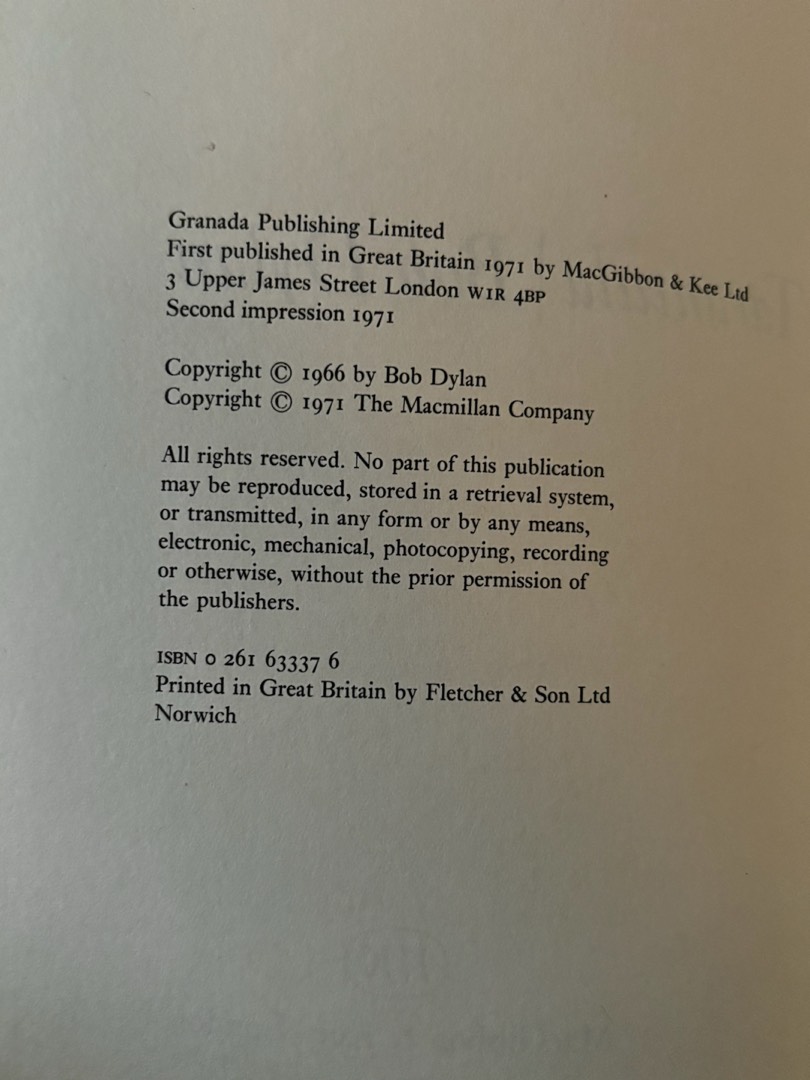 Granada Publishing Limited
First published in Great Britain 1971 by MacGibbon & Kee Ltd
3 Upper James Street London W1R 4BP
Second impression 1971
Copyright © 1966 by Bob Dylan
Copyright © 1971 The Macmillan Company
All rights reserved. No part of this publication
may be reproduced, stored in a retrieval system,
or transmitted, in any form or by any means,
electronic, mechanical, photocopying, recording
or otherwise, without the prior permission of
the publishers.
ISBN 0 261 63337 6
Printed in Great Britain by Fletcher & Son Ltd
Norwich